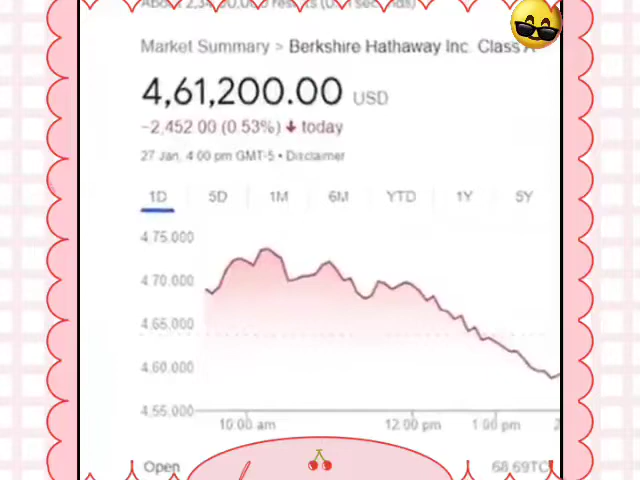 Market Summary > Berkshire Hathaway Inc. Class A
4,61,200.00 USD
−2,452.00 (0.53%) ↓ today
27 Jan, 4:00 pm GMT-5 • Disclaimer
1D 5D 1M 6M YTD 1Y 5Y
4,75,000
4,70,000
4,65,000
4,60,000
4,55,000
10:00 am 12:00 pm 1:00 pm
Open 68.69TC